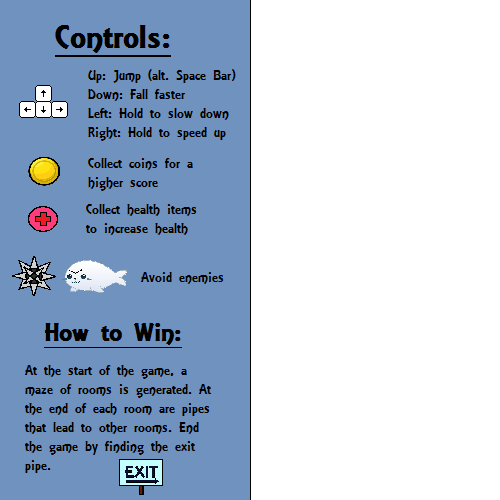 Controls:
Up: Jump (alt. Space Bar)
Down: Fall faster
Left: Hold to slow down
Right: Hold to speed up
Collect coins for a
higher score
Collect health items
to increase health
Avoid enemies
How to Win:
At the start of the game, a
maze of rooms is generated. At
the end of each room are pipes
that lead to other rooms. End
the game by finding the exit
pipe.
EXIT